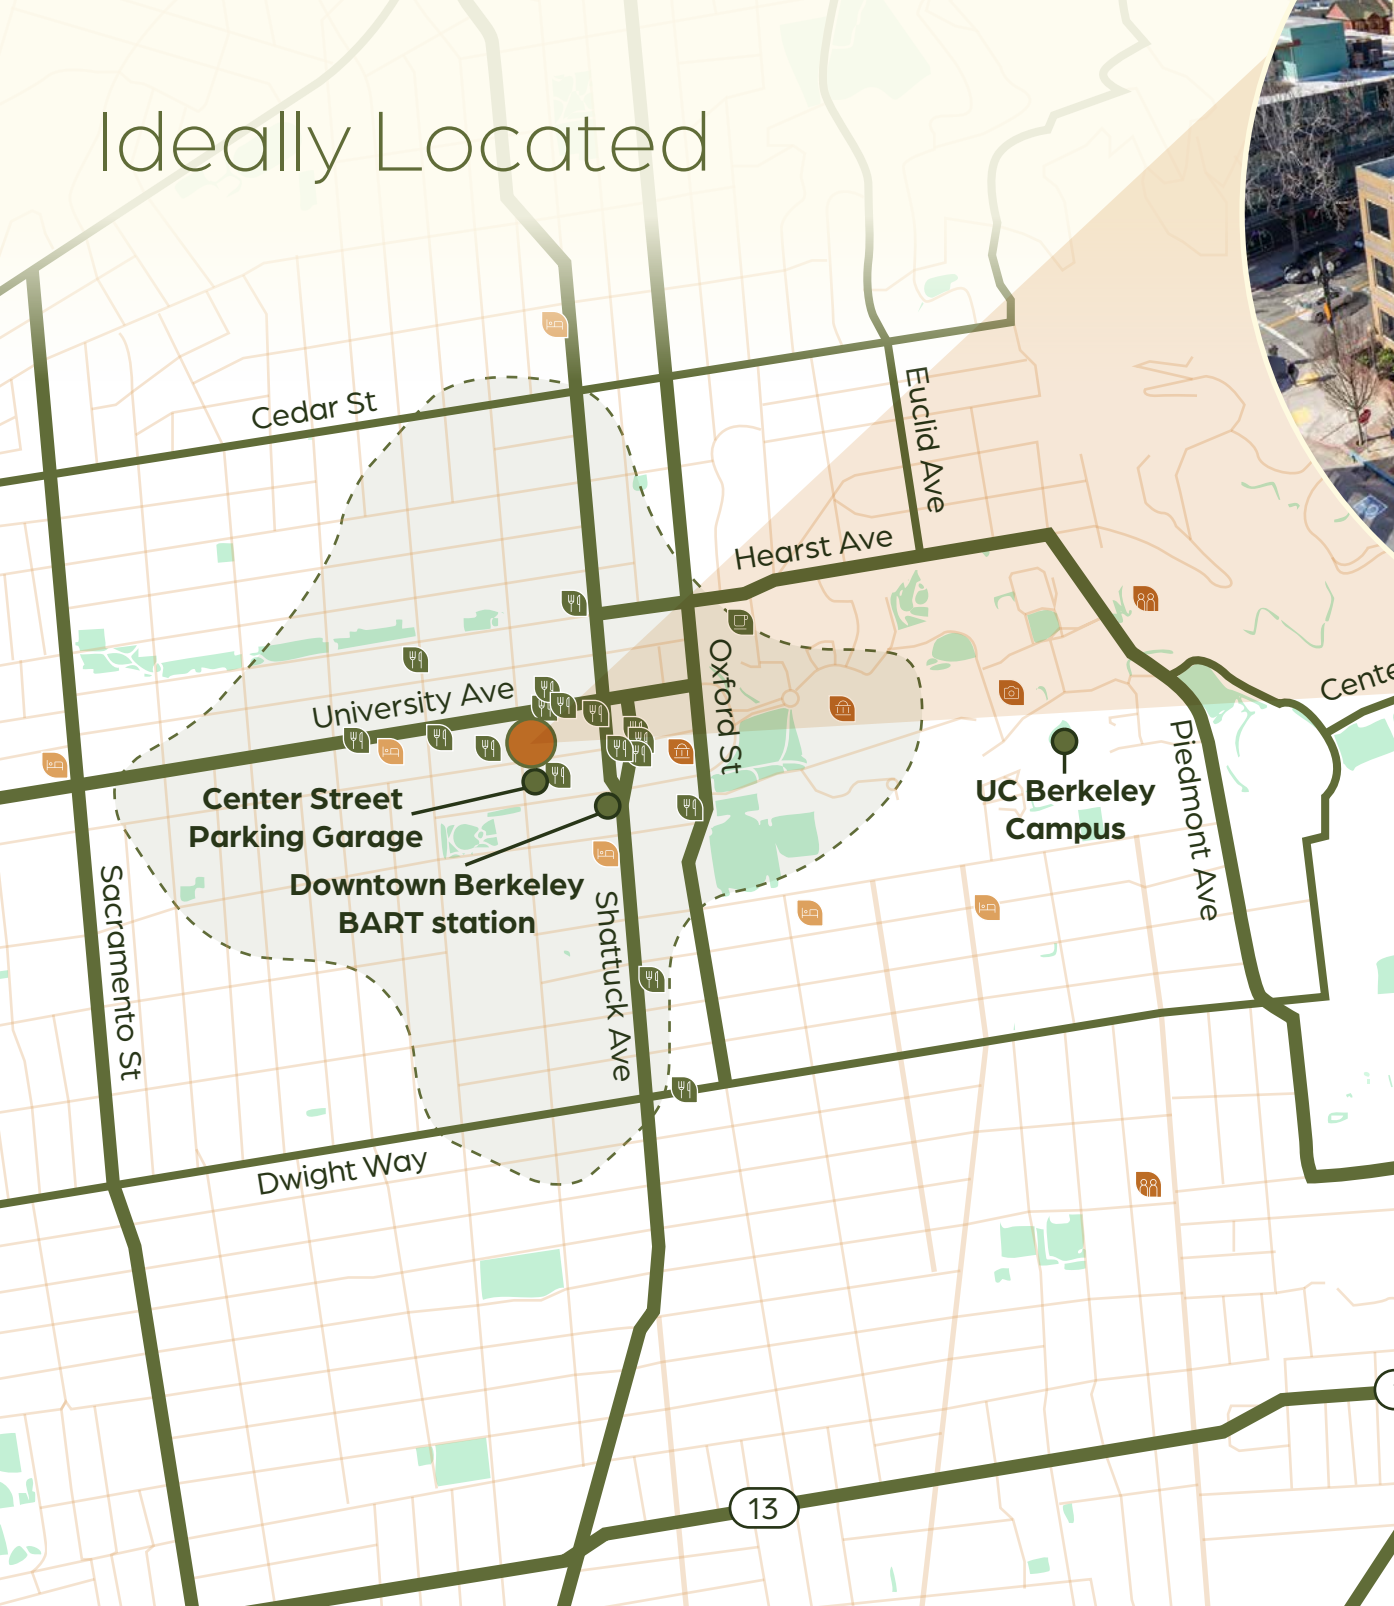 Ideally Located
Cedar St
Euclid Ave
Hearst Ave
Oxford St
University Ave
Cente
Piedmont Ave
UC Berkeley
Campus
Center Street
Parking Garage
Downtown Berkeley
BART station
Sacramento St
Shattuck Ave
Dwight Way
13